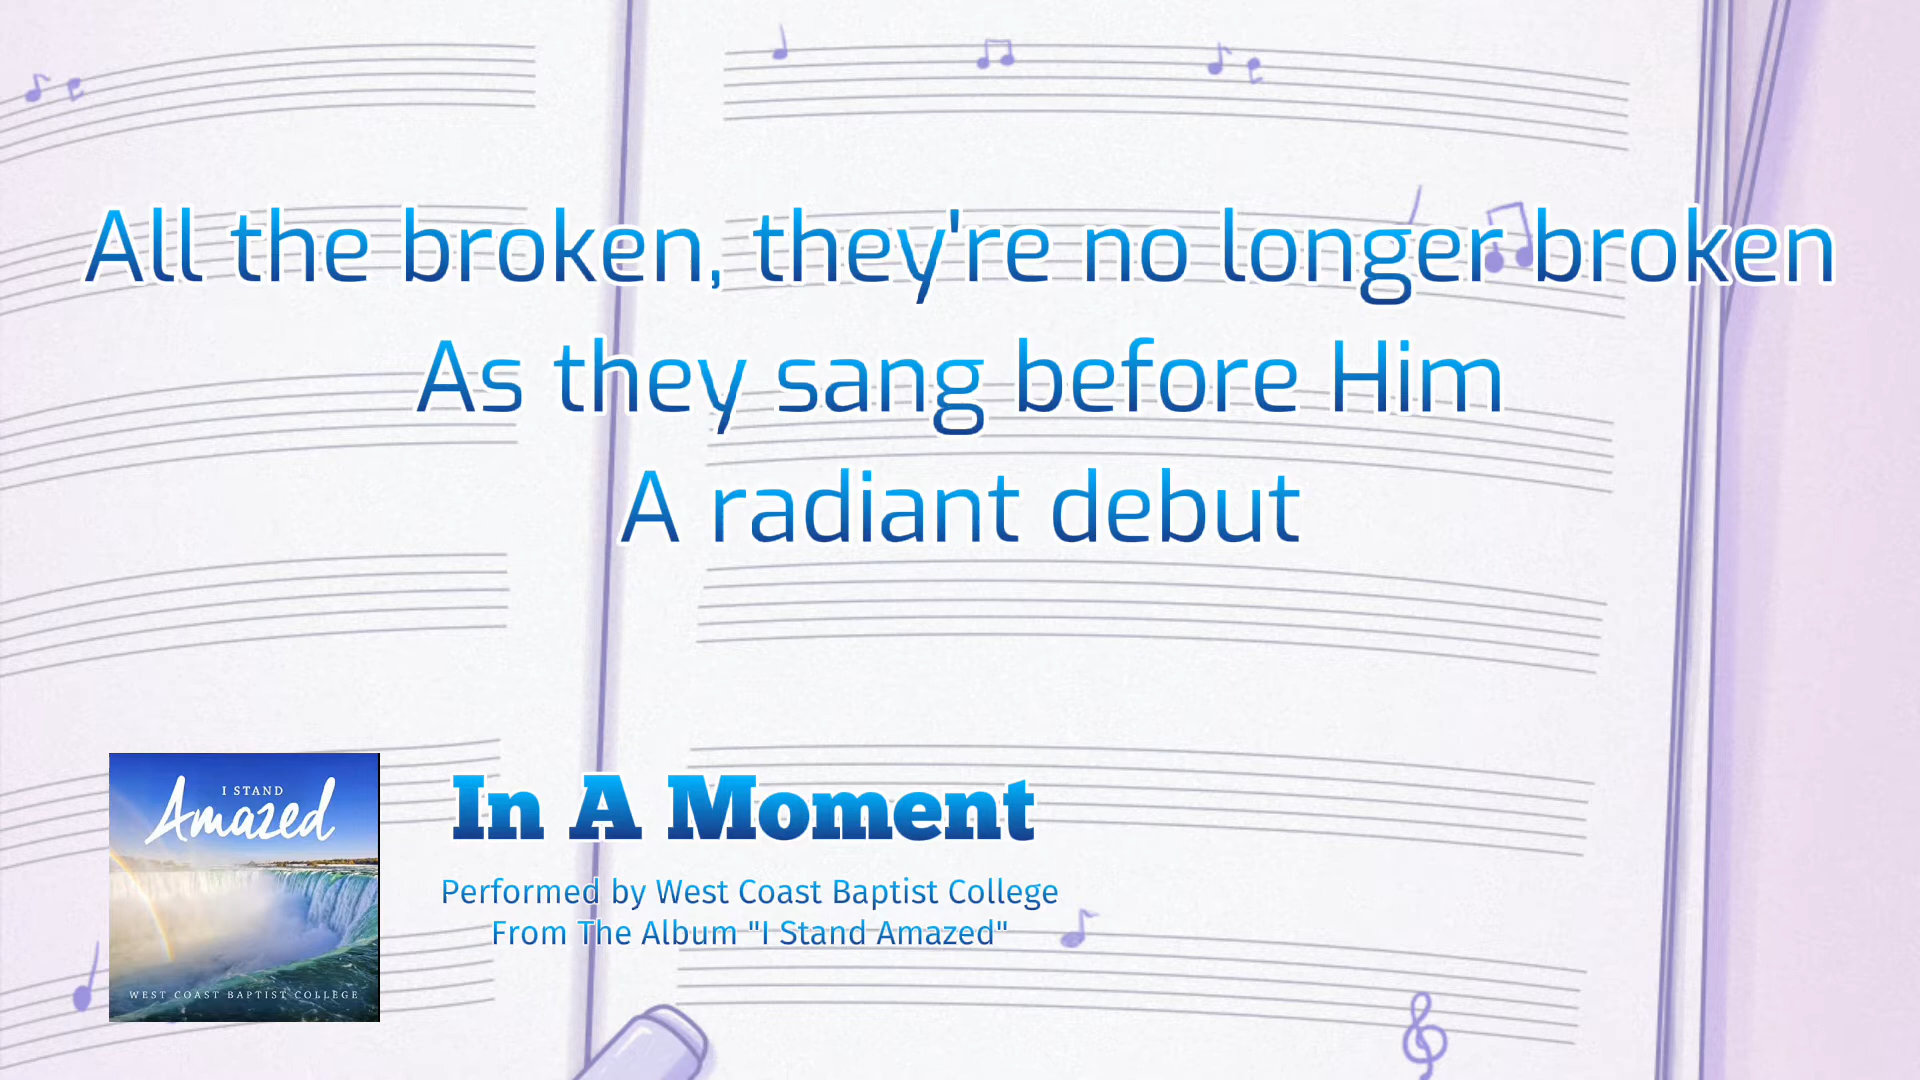 All the broken, they're no longer broken
As they sang before Him
A radiant debut
I STAND
Amazed
WEST COAST BAPTIST COLLEGE
In A Moment
Performed by West Coast Baptist College
From The Album "I Stand Amazed"